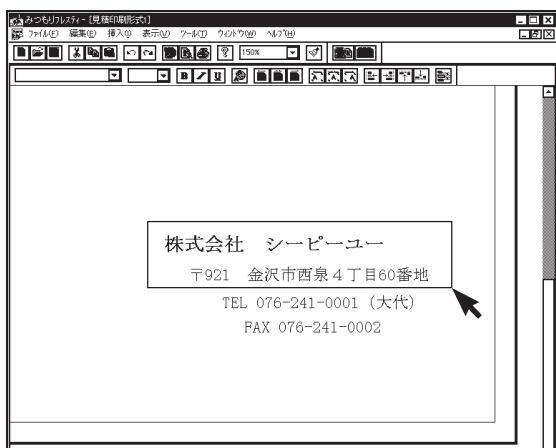 みつもりフレスティ - [見積印刷形式1]
ファイル(F) 編集(E) 挿入(I) 表示(V) ツール(T) ウィンドウ(W) ヘルプ(H)
150%
B I U
株式会社 シーピーユー
〒921 金沢市西泉4丁目60番地
TEL 076-241-0001 (大代)
FAX 076-241-0002